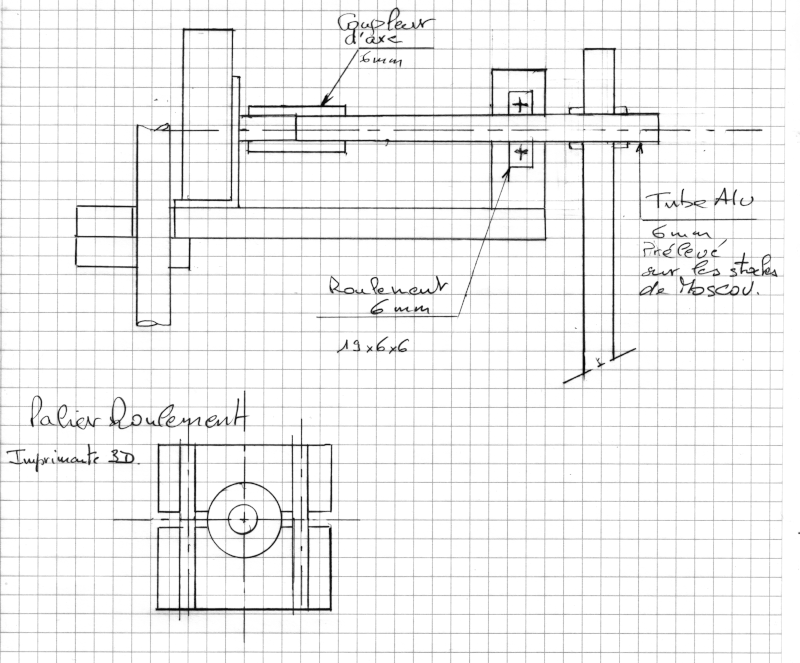 Coupleur
d'axe
6mm
Tube Alu
6mm
Prélevé
sur les stocks
de Moscou.
Roulement
6mm
19x6x6
Palier Roulement
Imprimante 3D.